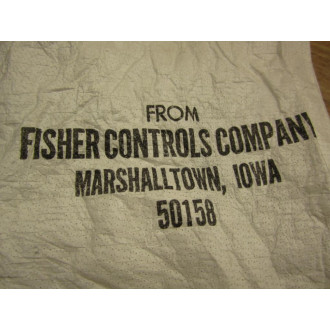 FROM
FISHER CONTROLS COMPANY
MARSHALLTOWN, IOWA
50158